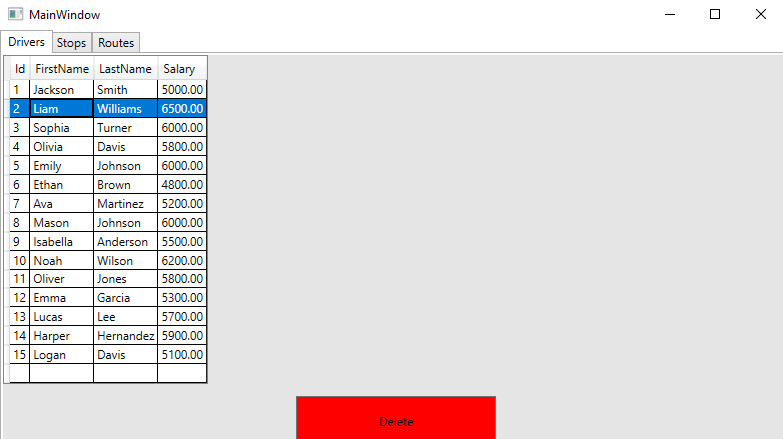 MainWindow
Drivers Stops Routes
Id FirstName LastName Salary
1 Jackson Smith 5000.00
2 Liam Williams 6500.00
3 Sophia Turner 6000.00
4 Olivia Davis 5800.00
5 Emily Johnson 6000.00
6 Ethan Brown 4800.00
7 Ava Martinez 5200.00
8 Mason Johnson 6000.00
9 Isabella Anderson 5500.00
10 Noah Wilson 6200.00
11 Oliver Jones 5800.00
12 Emma Garcia 5300.00
13 Lucas Lee 5700.00
14 Harper Hernandez 5900.00
15 Logan Davis 5100.00
Delete